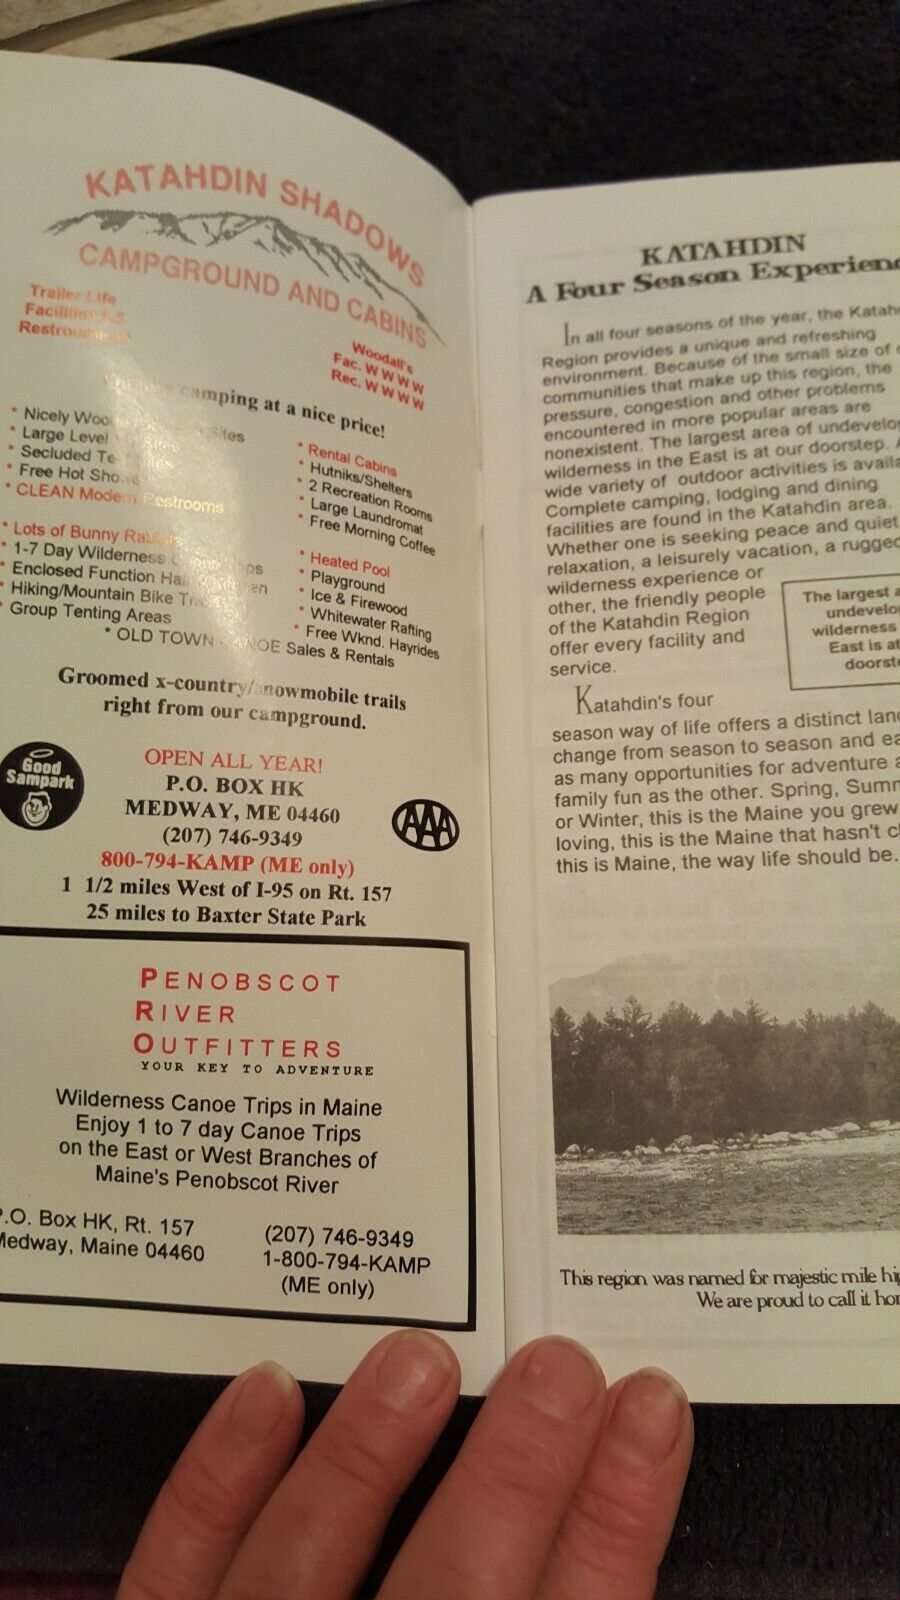 KATAHDIN SHADOWS
CAMPGROUND AND CABINS
Trailer Life
Woodall's
Fac. W W W W
Rec. W W W W
camping at a nice price!
* Nicely Sites
* Large Level
* Secluded
* Free Hot
* CLEAN Modern Restrooms
* Lots of Bunny
* 1-7 Day Wilderness
* Enclosed Function
* Hiking/Mountain Bike
* Group Tenting Areas
* Rental Cabins
* Hutniks/Shelters
* 2 Recreation Rooms
* Large Laundromat
* Free Morning Coffee
* Heated Pool
* Playground
* Ice & Firewood
* Whitewater Rafting
* Free Wknd. Hayrides
* OLD TOWN CANOE Sales & Rentals
Groomed x-country/snowmobile trails
right from our campground.
Good
Sampark
AAA
OPEN ALL YEAR!
P.O. BOX HK
MEDWAY, ME 04460
(207) 746-9349
800-794-KAMP (ME only)
1 1/2 miles West of I-95 on Rt. 157
25 miles to Baxter State Park
PENOBSCOT
RIVER
OUTFITTERS
YOUR KEY TO ADVENTURE
Wilderness Canoe Trips in Maine
Enjoy 1 to 7 day Canoe Trips
on the East or West Branches of
Maine's Penobscot River
P.O. Box HK, Rt. 157
Medway, Maine 04460
(207) 746-9349
1-800-794-KAMP
(ME only)
KATAHDIN
A Four Season
In all four seasons of the year, the
Region provides a unique and refreshing
environment. Because of the small size of
communities that make up this region, the
pressure, congestion and other problems
encountered in more popular areas are
nonexistent. The largest area of
wilderness in the East is at our doorstep.
wide variety of outdoor activities is
Complete camping, lodging and dining
facilities are found in the Katahdin area.
Whether one is seeking peace and quiet
relaxation, a leisurely vacation, a rugged
wilderness experience or
other, the friendly people
of the Katahdin Region
offer every facility and
service.
The largest
wilderness
East is at
Katahdin's four
season way of life offers a distinct
change from season to season and
as many opportunities for adventure
family fun as the other. Spring,
or Winter, this is the Maine you grew
loving, this is the Maine that hasn't
this is Maine, the way life should be.
This region was named for majestic mile
We are proud to call it